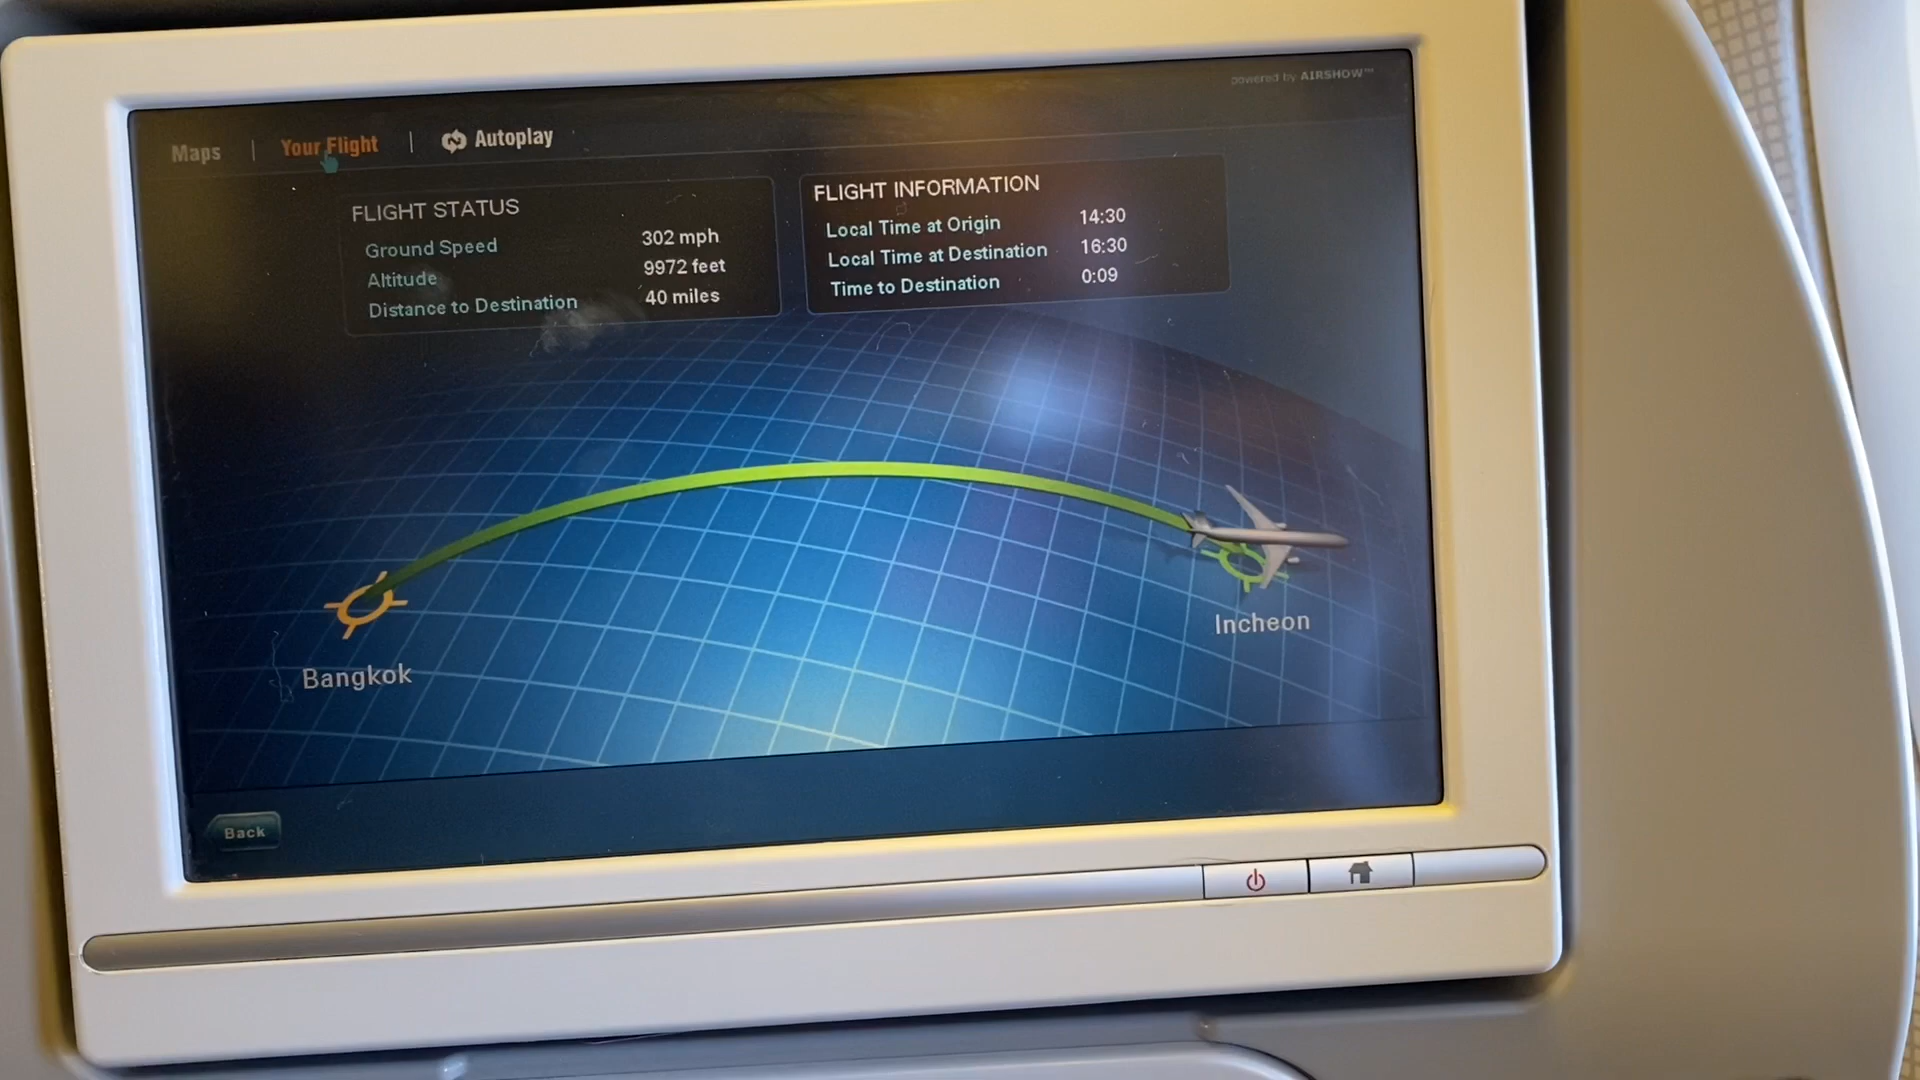 powered by AIRSHOW™
Maps | Your Flight | Autoplay
FLIGHT STATUS
Ground Speed 302 mph
Altitude 9972 feet
Distance to Destination 40 miles
FLIGHT INFORMATION
Local Time at Origin 14:30
Local Time at Destination 16:30
Time to Destination 0:09
Incheon
Bangkok
Back